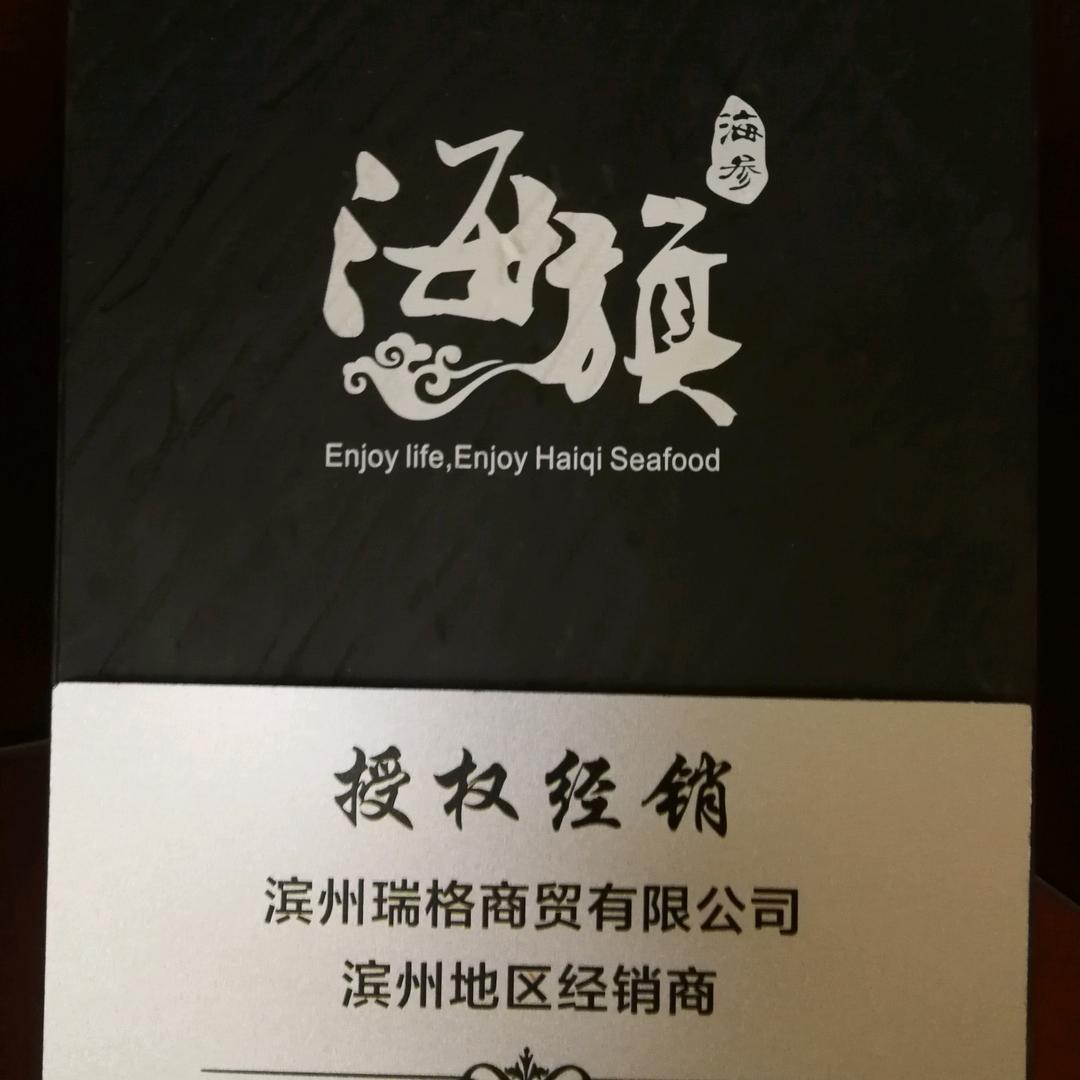 海参
海旗
Enjoy life,Enjoy Haiqi Seafood
授权经销
滨州瑞格商贸有限公司
滨州地区经销商